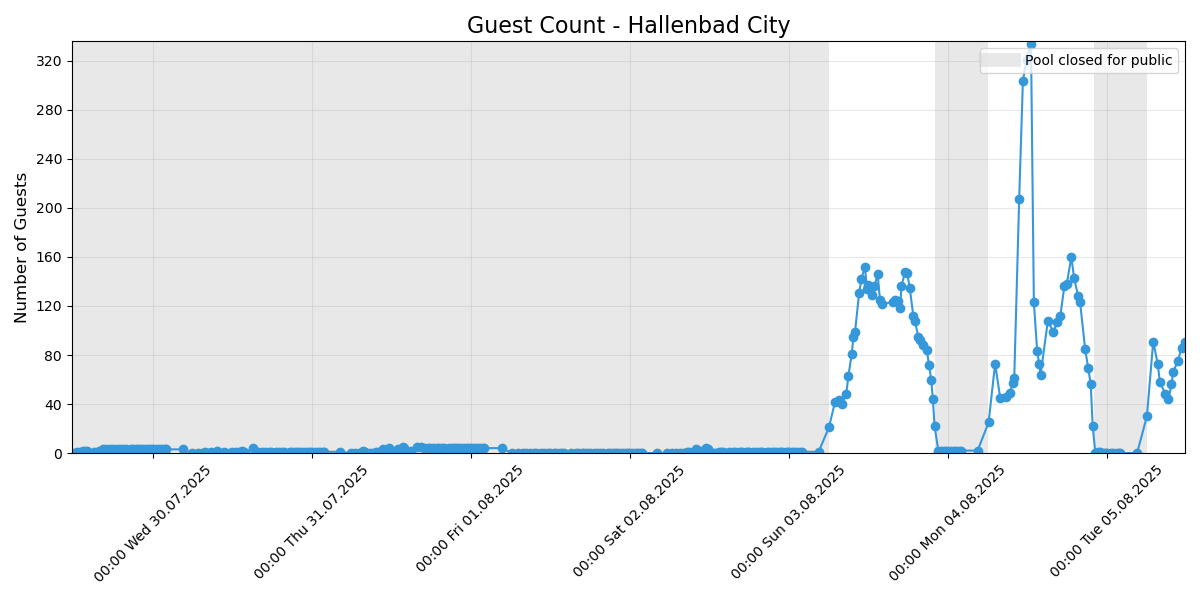 Guest Count - Hallenbad City
Pool closed for public
Number of Guests
320
280
240
200
160
120
80
40
0
00:00 Wed 30.07.2025
00:00 Thu 31.07.2025
00:00 Fri 01.08.2025
00:00 Sat 02.08.2025
00:00 Sun 03.08.2025
00:00 Mon 04.08.2025
00:00 Tue 05.08.2025